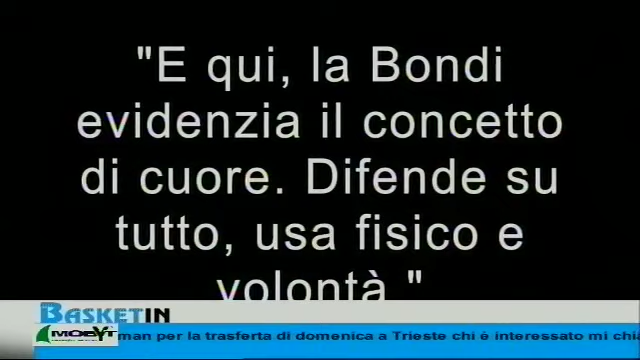 "E qui, la Bondi
evidenzia il concetto
di cuore. Difende su
tutto, usa fisico e
volontà."
BASKETIN
MOBYT
man per la trasferta di domenica a Trieste chi è interessato mi chi